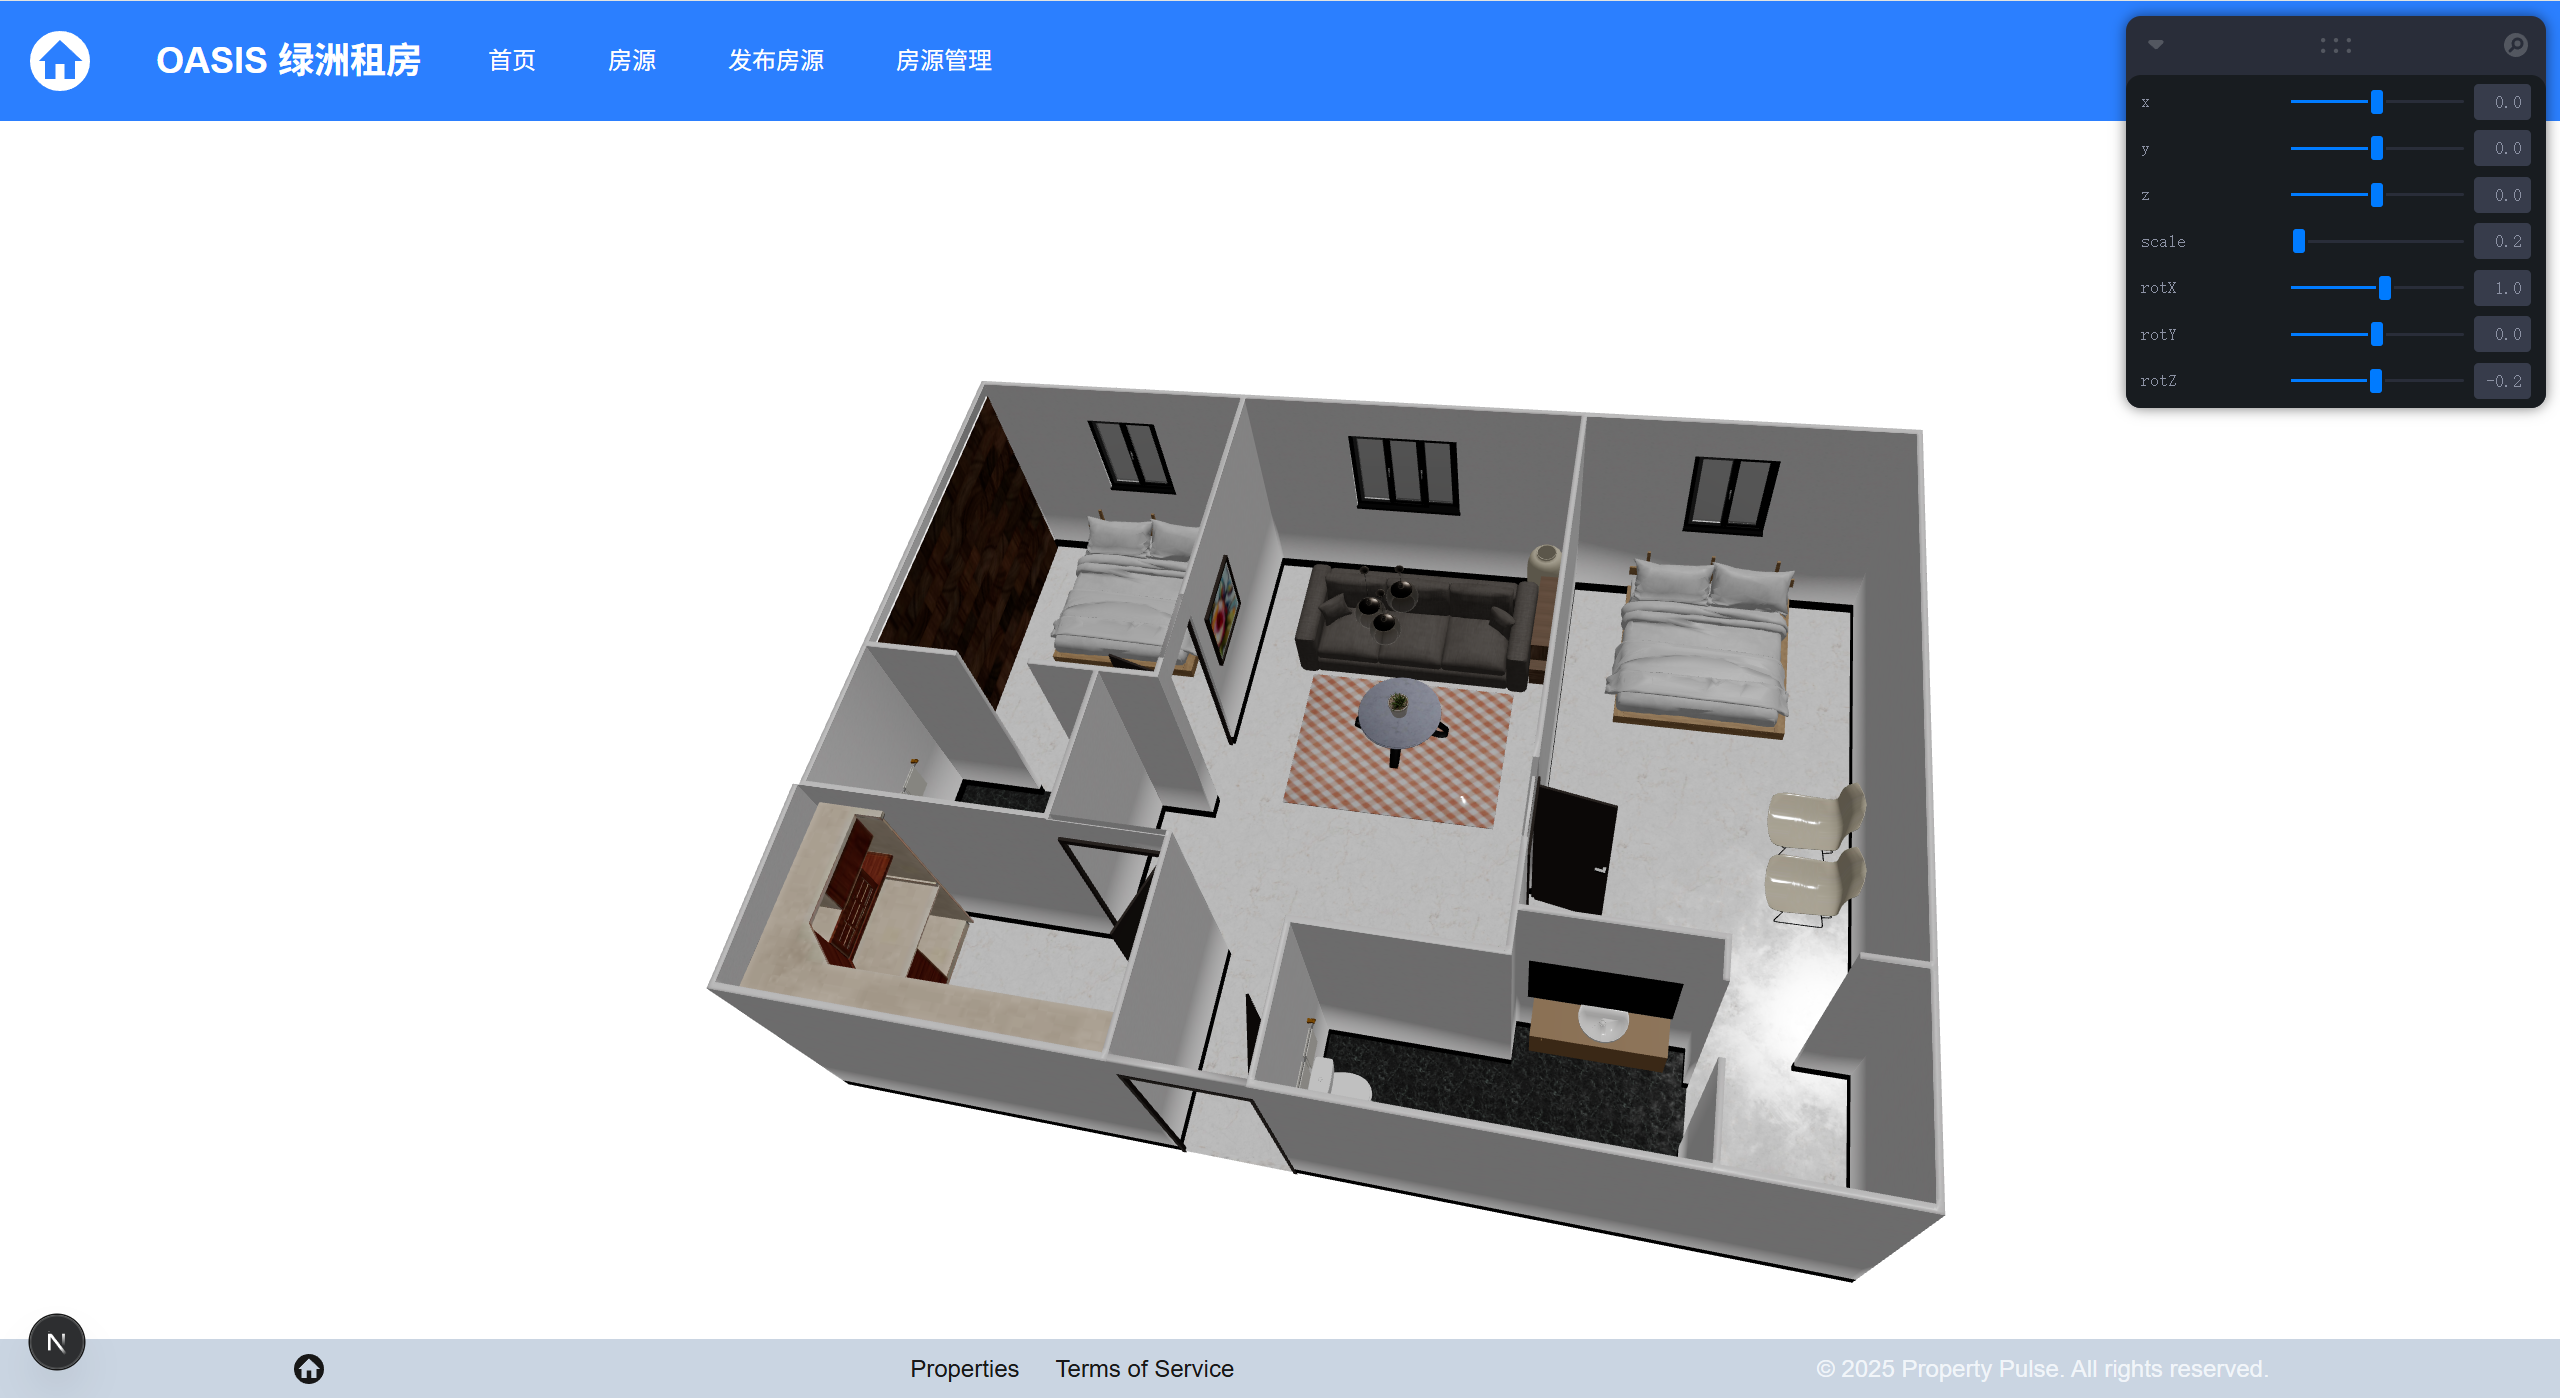 OASIS 绿洲租房
首页
房源
发布房源
房源管理
x 0.0
y 0.0
z 0.0
scale 0.2
rotX 1.0
rotY 0.0
rotZ -0.2
N
Properties
Terms of Service
© 2025 Property Pulse. All rights reserved.